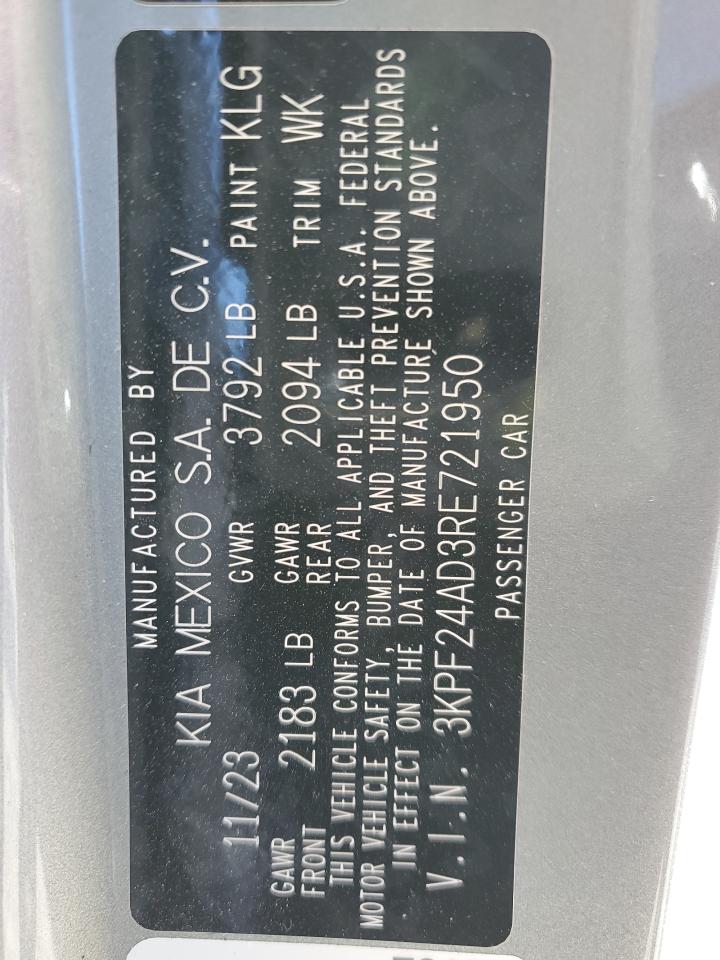 MANUFACTURED BY
KIA MEXICO S.A. DE C.V.
11/23 GVWR 3792 LB PAINT KLG
GAWR FRONT 2183 LB GAWR REAR 2094 LB TRIM WK
THIS VEHICLE CONFORMS TO ALL APPLICABLE U.S.A. FEDERAL
MOTOR VEHICLE SAFETY, BUMPER, AND THEFT PREVENTION STANDARDS
IN EFFECT ON THE DATE OF MANUFACTURE SHOWN ABOVE.
V.I.N. 3KPF24AD3RE721950
PASSENGER CAR